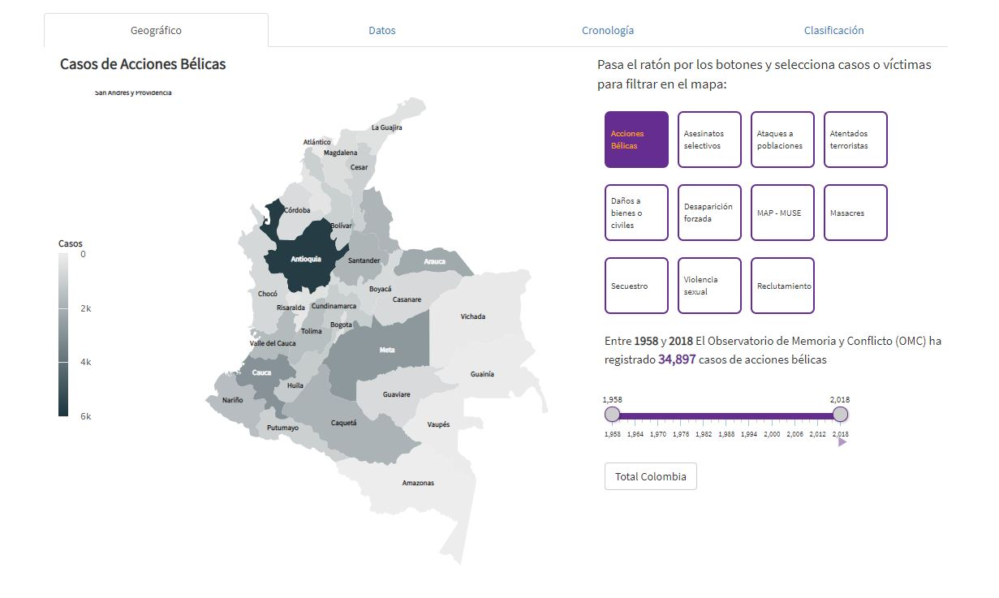 Geográfico
Datos
Cronología
Clasificación
Casos de Acciones Bélicas
San Andrés y Providencia
La Guajira
Atlántico
Magdalena
Cesar
Córdoba
Bolívar
Antioquia
Santander
Arauca
Boyacá
Chocó
Casanare
Risaralda
Cundinamarca
Vichada
Bogota
Tolima
Valle del Cauca
Meta
Cauca
Guainía
Huila
Guaviare
Nariño
Caquetá
Vaupés
Putumayo
Amazonas
Casos
0
2k
4k
6k
Pasa el ratón por los botones y selecciona casos o víctimas
para filtrar en el mapa:
Acciones
Bélicas
Asesinatos
selectivos
Ataques a
poblaciones
Atentados
terroristas
Daños a
bienes o
civiles
Desaparición
forzada
MAP - MUSE
Masacres
Secuestro
Violencia
sexual
Reclutamiento
Entre 1958 y 2018 El Observatorio de Memoria y Conflicto (OMC) ha
registrado 34,897 casos de acciones bélicas
1,958 2,018
1,958 1,964 1,970 1,976 1,982 1,988 1,994 2,000 2,006 2,012 2,018
Total Colombia